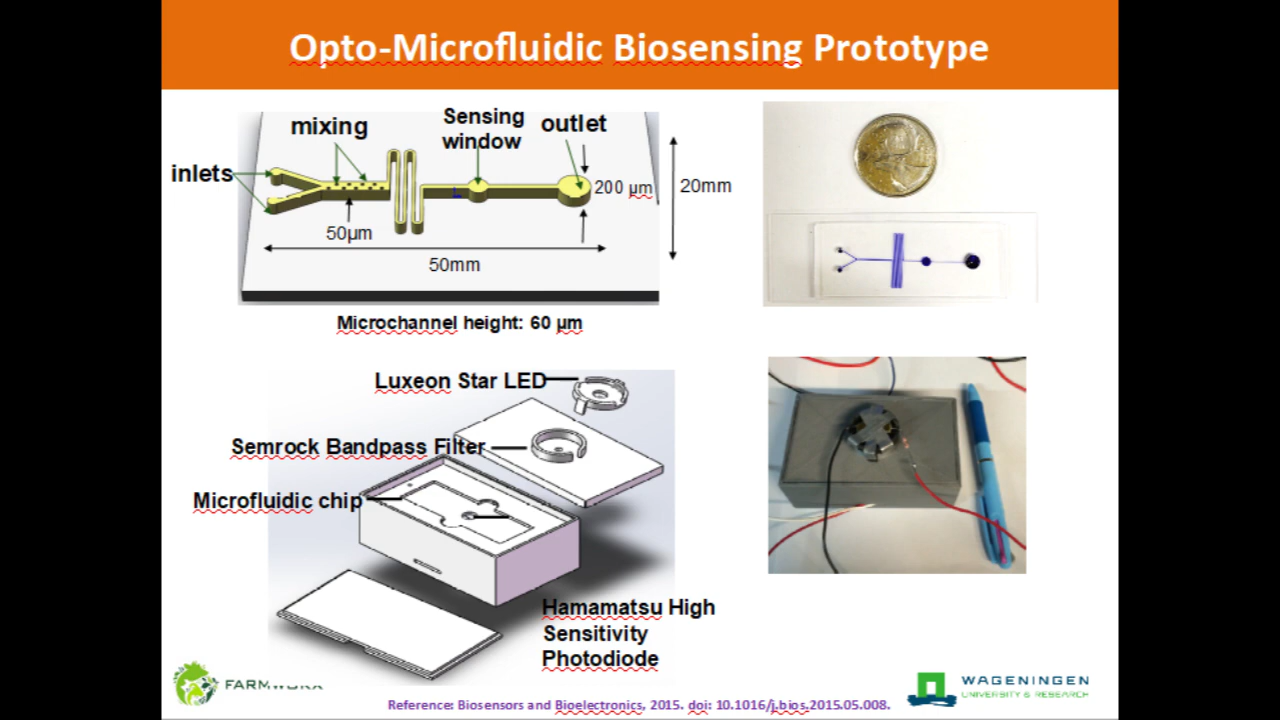 Opto-Microfluidic Biosensing Prototype
mixing
Sensing
window
outlet
inlets
200 µm
20mm
50µm
50mm
Microchannel height: 60 µm
Luxeon Star LED
Semrock Bandpass Filter
Microfluidic chip
Hamamatsu High
Sensitivity
Photodiode
FARMWORX
WAGENINGEN
UNIVERSITY & RESEARCH
Reference: Biosensors and Bioelectronics, 2015. doi: 10.1016/j.bios.2015.05.008.